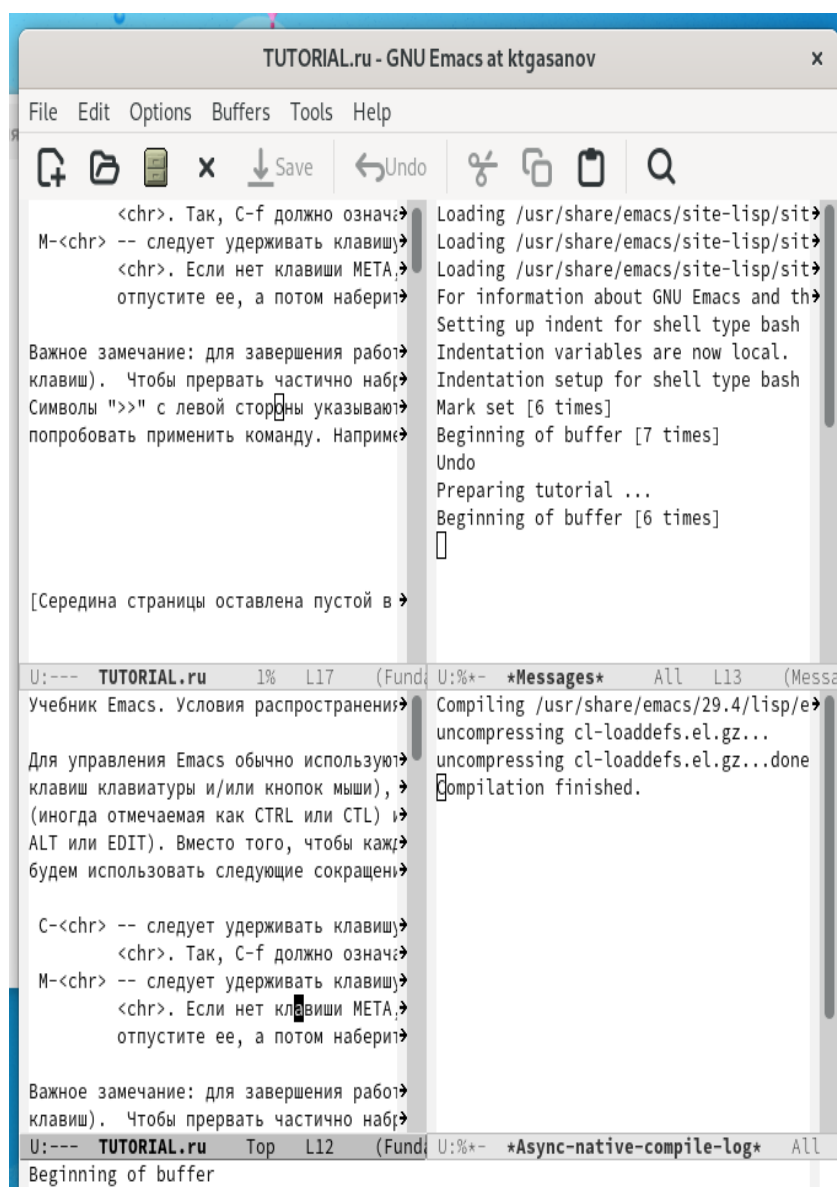 TUTORIAL.ru - GNU Emacs at ktgasanov
File Edit Options Buffers Tools Help
Save Undo
<chr>. Так, C-f должно означа
M-<chr> -- следует удерживать клавишу
<chr>. Если нет клавиши META,
отпустите ее, а потом наберит
Важное замечание: для завершения работ
клавиш). Чтобы прервать частично набр
Символы ">>" с левой стороны указывают
попробовать применить команду. Наприме
[Середина страницы оставлена пустой в
U:--- TUTORIAL.ru 1% L17 (Funda
Loading /usr/share/emacs/site-lisp/sit
Loading /usr/share/emacs/site-lisp/sit
Loading /usr/share/emacs/site-lisp/sit
For information about GNU Emacs and th
Setting up indent for shell type bash
Indentation variables are now local.
Indentation setup for shell type bash
Mark set [6 times]
Beginning of buffer [7 times]
Undo
Preparing tutorial ...
Beginning of buffer [6 times]
U:%*- *Messages* All L13 (Messa
Учебник Emacs. Условия распространения
Для управления Emacs обычно используют
клавиш клавиатуры и/или кнопок мыши),
(иногда отмечаемая как CTRL или CTL) и
ALT или EDIT). Вместо того, чтобы кажд
будем использовать следующие сокращени
C-<chr> -- следует удерживать клавишу
<chr>. Так, C-f должно означа
M-<chr> -- следует удерживать клавишу
<chr>. Если нет клавиши META,
отпустите ее, а потом наберит
Важное замечание: для завершения работ
клавиш). Чтобы прервать частично набр
U:--- TUTORIAL.ru Top L12 (Funda
Compiling /usr/share/emacs/29.4/lisp/e
uncompressing cl-loaddefs.el.gz...
uncompressing cl-loaddefs.el.gz...done
Compilation finished.
U:%*- *Async-native-compile-log* All
Beginning of buffer